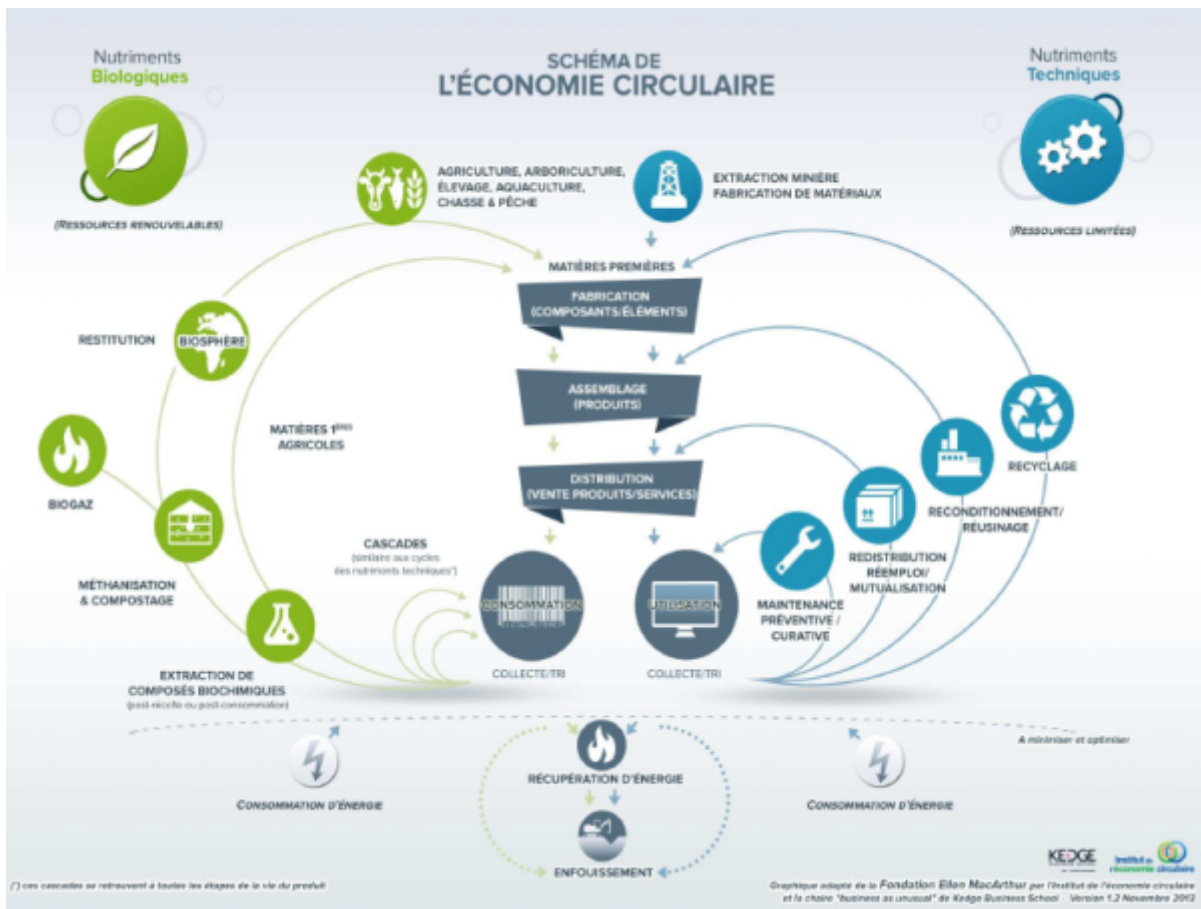 Nutriments
Biologiques
(RESSOURCES RENOUVELABLES)
SCHÉMA DE
L'ÉCONOMIE CIRCULAIRE
Nutriments
Techniques
(RESSOURCES LIMITÉES)
AGRICULTURE, ARBORICULTURE,
ÉLEVAGE, AQUACULTURE,
CHASSE & PÊCHE
EXTRACTION MINIÈRE
FABRICATION DE MATÉRIAUX
MATIÈRES PREMIÈRES
FABRICATION
(COMPOSANTS/ÉLÉMENTS)
RESTITUTION
BIOSPHÈRE
ASSEMBLAGE
(PRODUITS)
MATIÈRES 1ÈRES
AGRICOLES
RECYCLAGE
DISTRIBUTION
(VENTE PRODUITS/SERVICES)
BIOGAZ
RECONDITIONNEMENT/
RÉUSINAGE
CASCADES
(similaire aux cycles
des nutriments techniques*)
REDISTRIBUTION
RÉEMPLOI/
MUTUALISATION
MÉTHANISATION
& COMPOSTAGE
CONSOMMATION
UTILISATION
MAINTENANCE
PRÉVENTIVE /
CURATIVE
EXTRACTION DE
COMPOSÉS BIOCHIMIQUES
(post-récolte ou post-consommation)
COLLECTE/TRI
COLLECTE/TRI
A minimiser et optimiser
RÉCUPÉRATION D'ÉNERGIE
CONSOMMATION D'ÉNERGIE
CONSOMMATION D'ÉNERGIE
ENFOUISSEMENT
KEDGE
institut de
l'économie circulaire
(*) ces cascades se retrouvent à toutes les étapes de la vie du produit
Graphique adapté de la Fondation Ellen MacArthur par l'Institut de l'économie circulaire
et la chaire "business as unusual" de Kedge Business School - Version 1.2 Novembre 2013